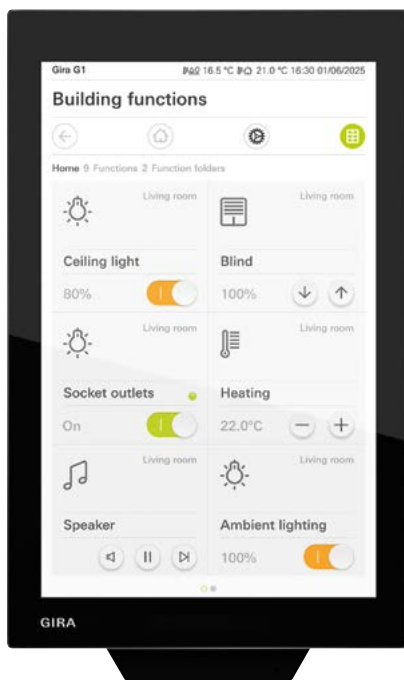 Gira G1 16.5 °C 21.0 °C 16:30 01/06/2025
Building functions
Home 9 Functions 2 Function folders
Living room Living room
Ceiling light Blind
80% 100%
Living room Living room
Socket outlets Heating
On 22.0°C
Living room Living room
Speaker Ambient lighting
100%
GIRA